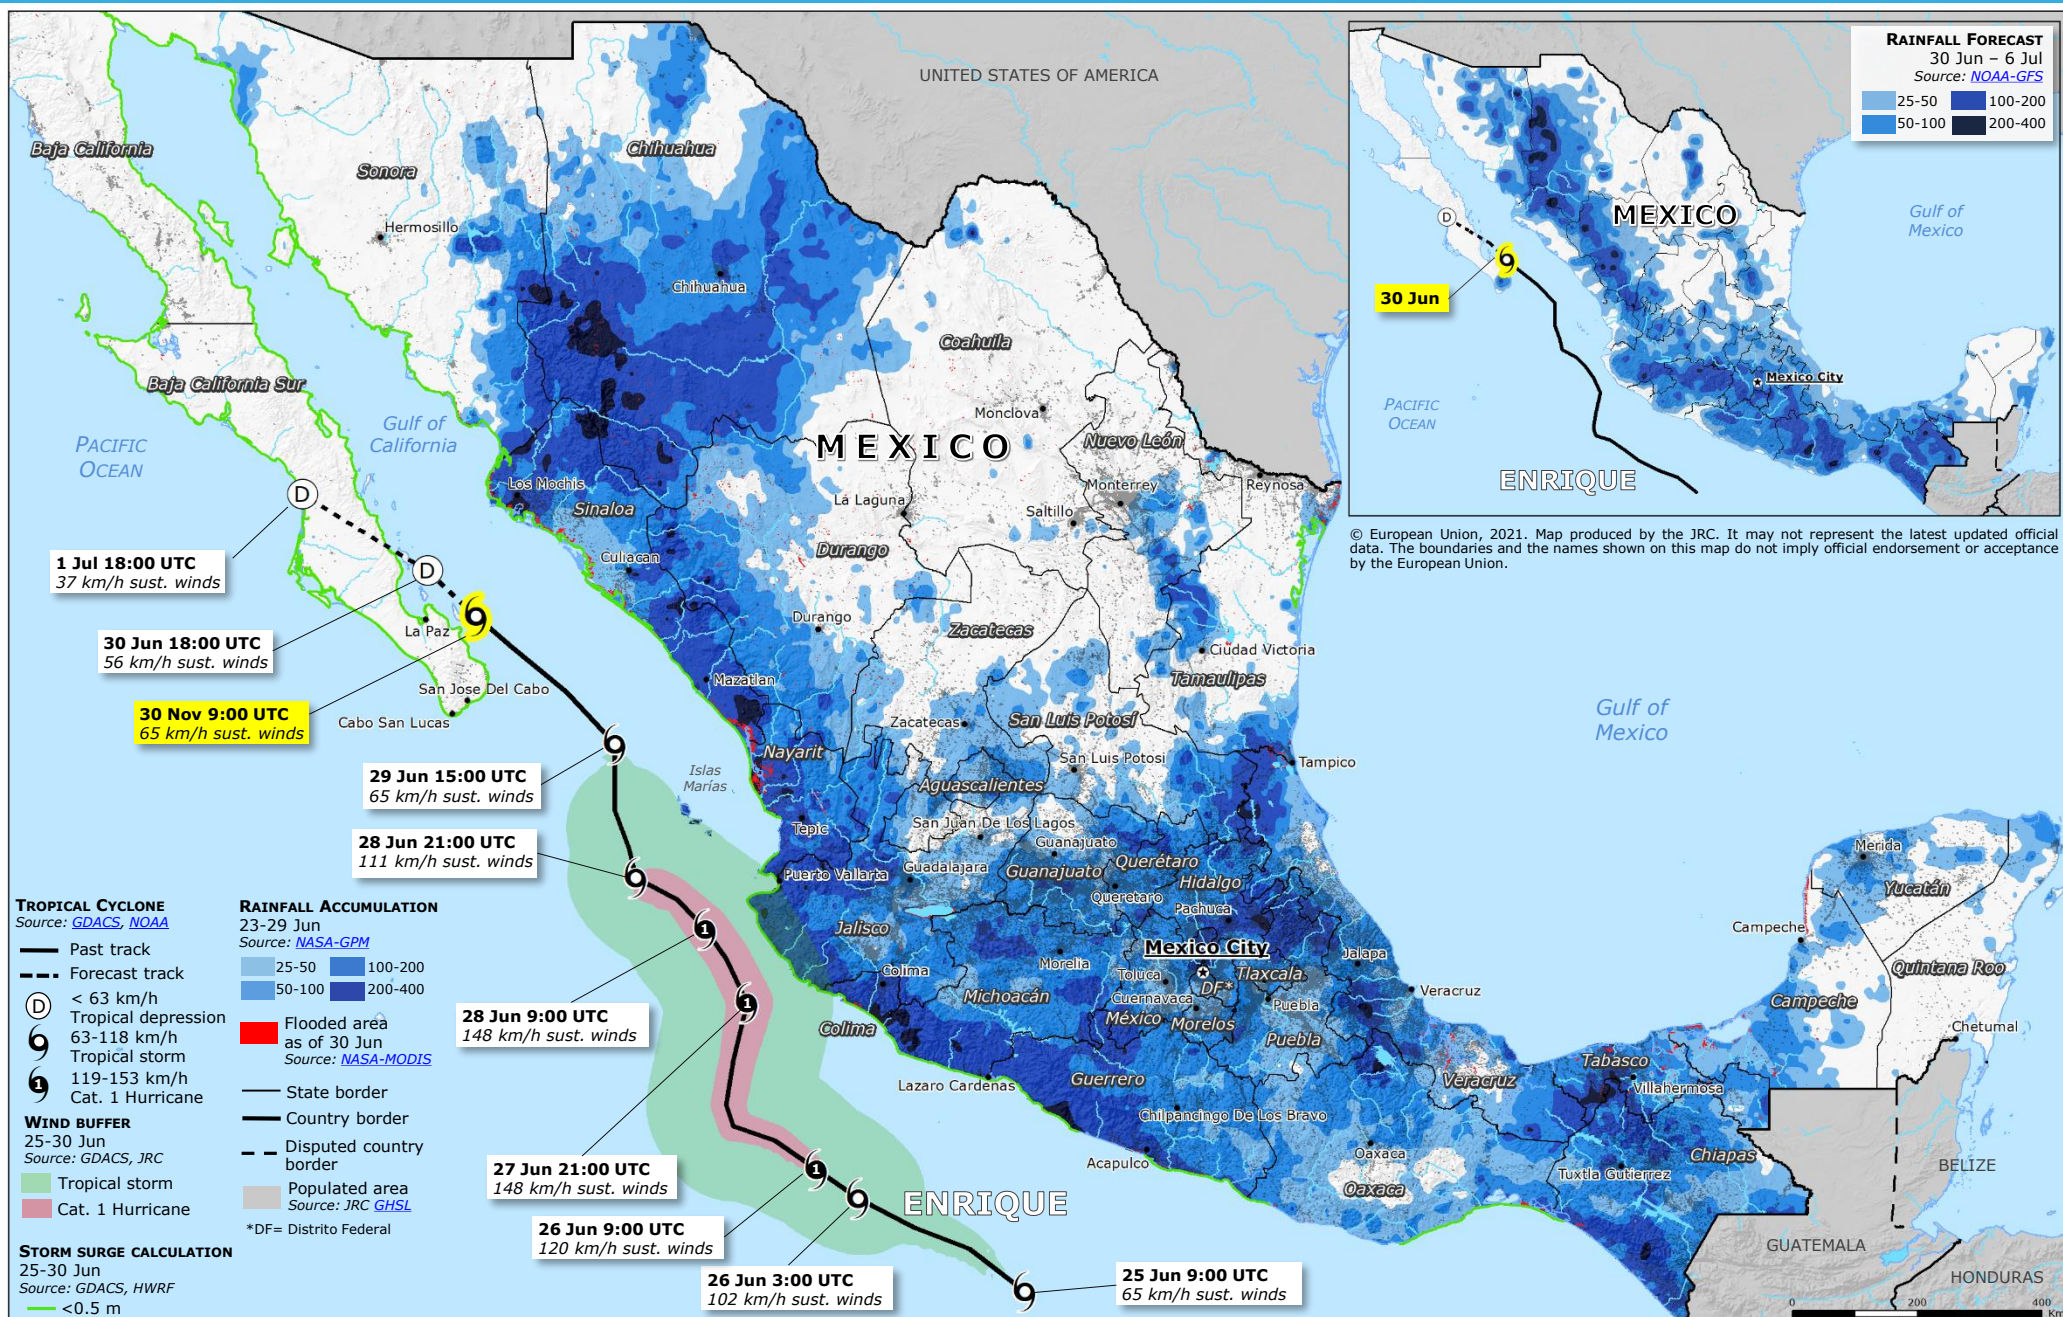 UNITED STATES OF AMERICA
Baja California
Sonora
Chihuahua
Hermosillo
Chihuahua
Coahuila
Baja California Sur
Gulf of
California
PACIFIC
OCEAN
Monclova
MEXICO
Nuevo León
Los Mochis
La Laguna
Monterrey
Reynosa
Saltillo
Sinaloa
Durango
Culiacan
Durango
Zacatecas
Ciudad Victoria
Tamaulipas
La Paz
San Jose Del Cabo
Cabo San Lucas
Mazatlan
Zacatecas
San Luis Potosí
Gulf of
Mexico
Nayarit
San Luis Potosi
Tampico
Islas
Marías
Aguascalientes
Tepic
San Juan De Los Lagos
Guanajuato
Puerto Vallarta
Guadalajara
Guanajuato
Querétaro
Hidalgo
Queretaro
Pachuca
Merida
Yucatán
Campeche
Jalisco
Mexico City
Jalapa
Colima
Morelia
Toluca
DF*
Tlaxcala
Quintana Roo
Michoacán
Cuernavaca
Puebla
Veracruz
Campeche
Colima
México
Morelos
Puebla
Chetumal
Lazaro Cardenas
Guerrero
Veracruz
Tabasco
Villahermosa
Chilpancingo De Los Bravo
Acapulco
Oaxaca
Oaxaca
Tuxtla Gutierrez
Chiapas
BELIZE
GUATEMALA
HONDURAS
ENRIQUE
D
1 Jul 18:00 UTC
37 km/h sust. winds
D
30 Jun 18:00 UTC
56 km/h sust. winds
30 Nov 9:00 UTC
65 km/h sust. winds
29 Jun 15:00 UTC
65 km/h sust. winds
28 Jun 21:00 UTC
111 km/h sust. winds
1
28 Jun 9:00 UTC
148 km/h sust. winds
1
27 Jun 21:00 UTC
148 km/h sust. winds
1
26 Jun 9:00 UTC
120 km/h sust. winds
26 Jun 3:00 UTC
102 km/h sust. winds
25 Jun 9:00 UTC
65 km/h sust. winds
TROPICAL CYCLONE
Source: GDACS, NOAA
Past track
Forecast track
D
< 63 km/h
Tropical depression
63-118 km/h
Tropical storm
1
119-153 km/h
Cat. 1 Hurricane
WIND BUFFER
25-30 Jun
Source: GDACS, JRC
Tropical storm
Cat. 1 Hurricane
STORM SURGE CALCULATION
25-30 Jun
Source: GDACS, HWRF
<0.5 m
RAINFALL ACCUMULATION
23-29 Jun
Source: NASA-GPM
25-50 100-200
50-100 200-400
Flooded area
as of 30 Jun
Source: NASA-MODIS
State border
Country border
Disputed country
border
Populated area
Source: JRC GHSL
*DF= Distrito Federal
RAINFALL FORECAST
30 Jun – 6 Jul
Source: NOAA-GFS
25-50 100-200
50-100 200-400
D
MEXICO
Gulf of
Mexico
30 Jun
Mexico City
PACIFIC
OCEAN
ENRIQUE
© European Union, 2021. Map produced by the JRC. It may not represent the latest updated official
data. The boundaries and the names shown on this map do not imply official endorsement or acceptance
by the European Union.
0 200 400
Km